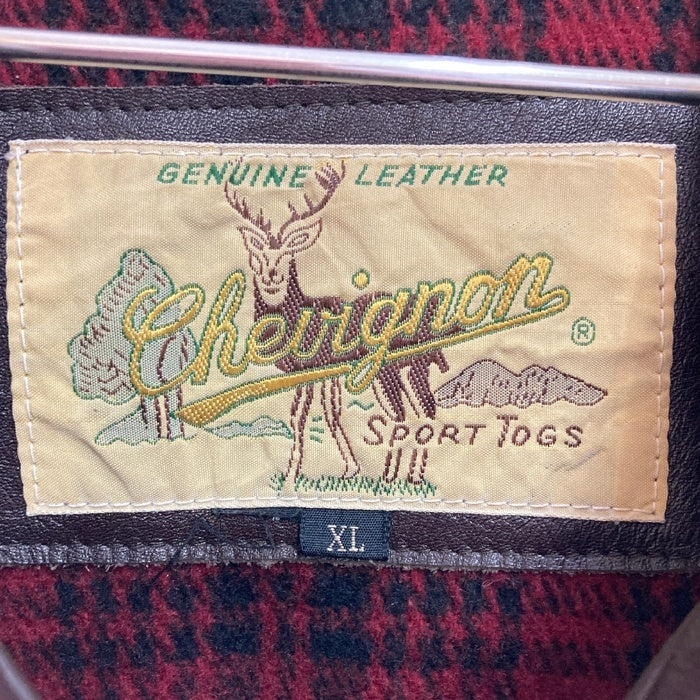 GENUINE LEATHER
Chevignon ®
SPORT TOGS
XL